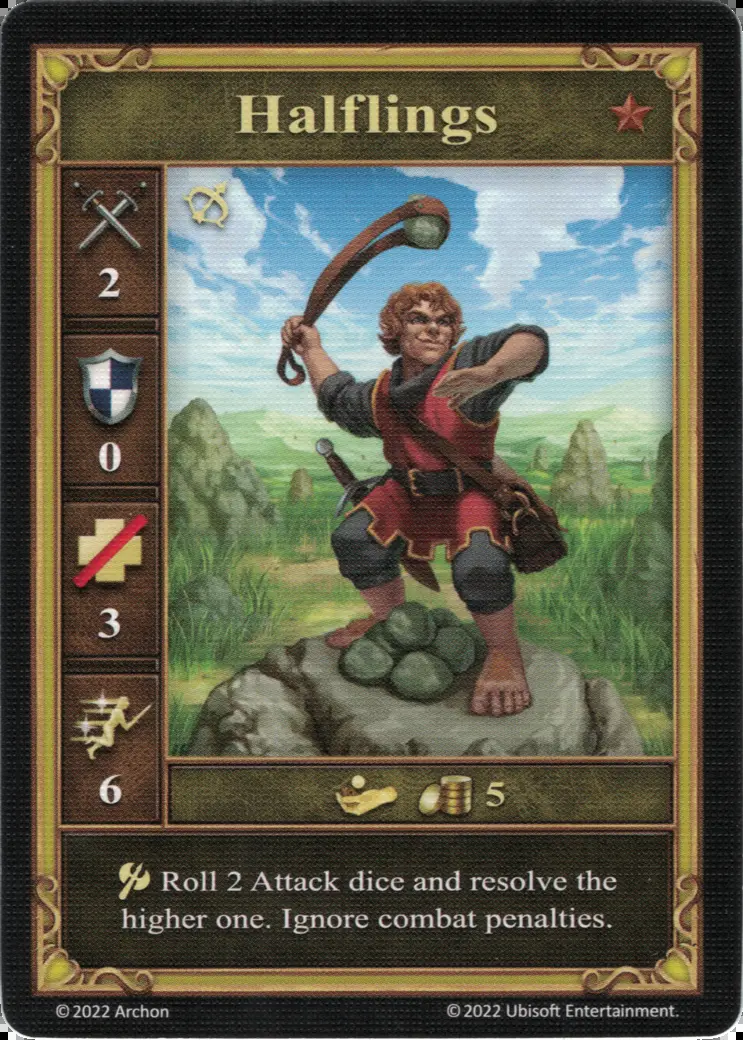 Halflings
2
0
3
6
5
Roll 2 Attack dice and resolve the
higher one. Ignore combat penalties.
©2022 Archon
©2022 Ubisoft Entertainment.